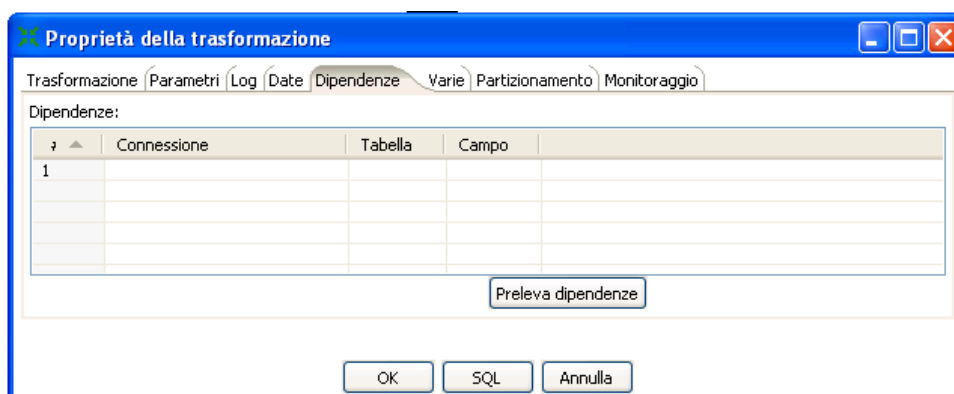 Proprietà della trasformazione
Trasformazione Parametri Log Date Dipendenze Varie Partizionamento Monitoraggio
Dipendenze:
Connessione Tabella Campo
1
Preleva dipendenze
OK SQL Annulla